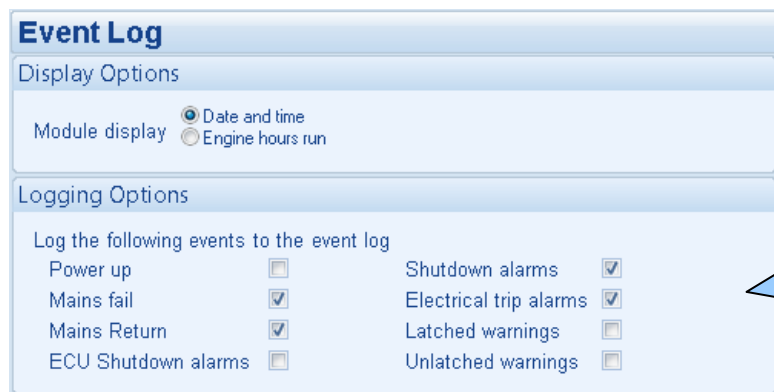 Event Log
Display Options
Module display
Date and time
Engine hours run
Logging Options
Log the following events to the event log
Power up
Shutdown alarms
Mains fail
Electrical trip alarms
Mains Return
Latched warnings
ECU Shutdown alarms
Unlatched warnings